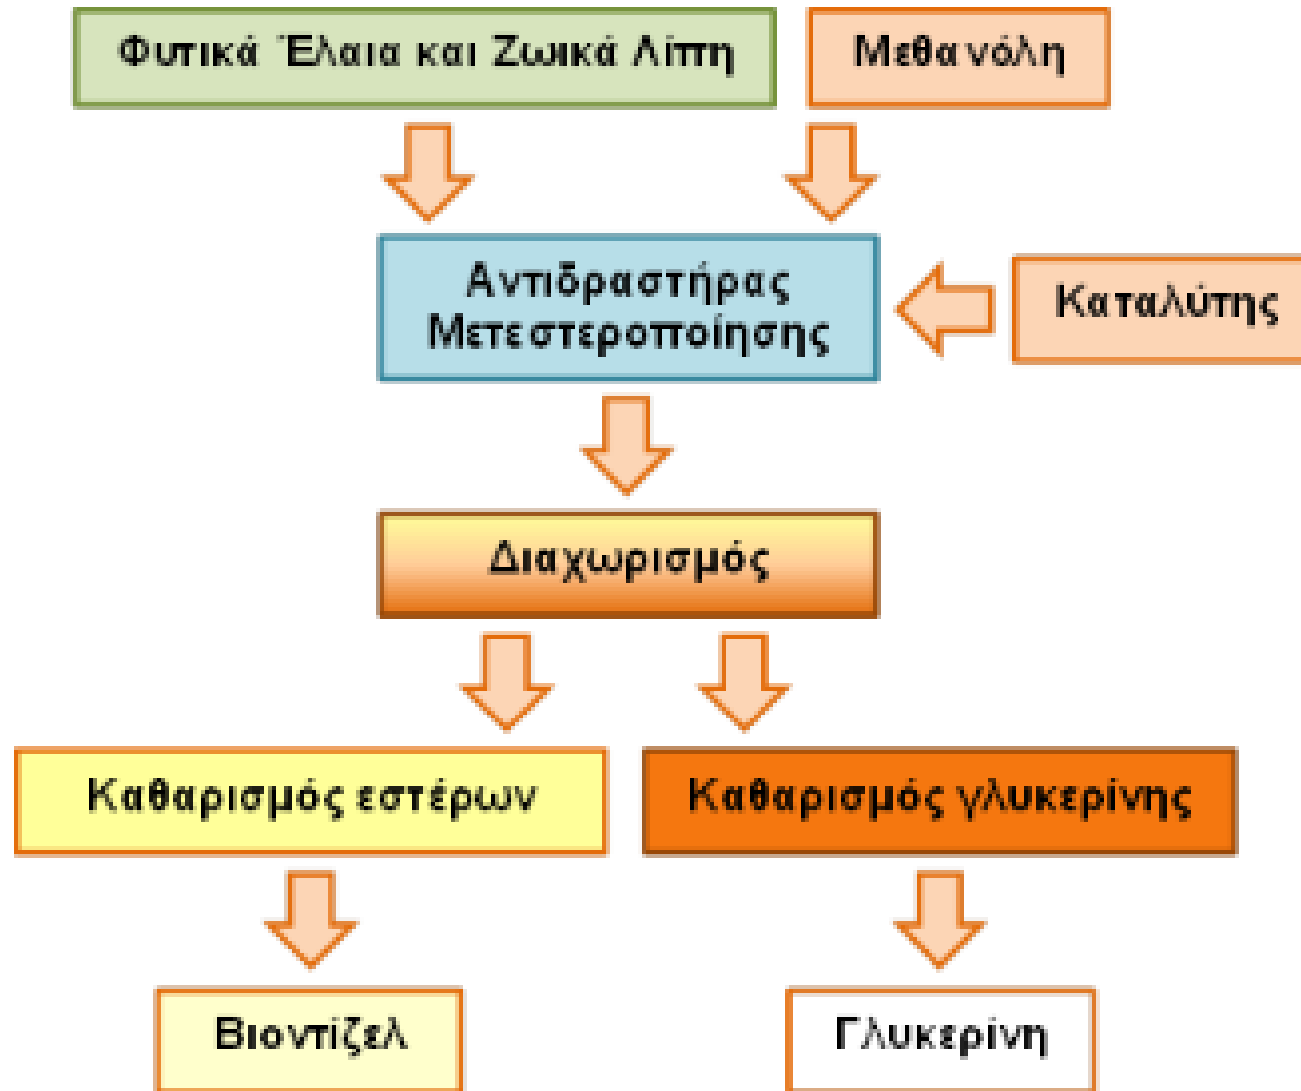 Φυτικά Έλαια και Ζωικά Λίπη
Μεθανόλη
Αντιδραστήρας
Μετεστεροποίησης
Καταλύτης
Διαχωρισμός
Καθαρισμός εστέρων
Καθαρισμός γλυκερίνης
Βιοντίζελ
Γλυκερίνη